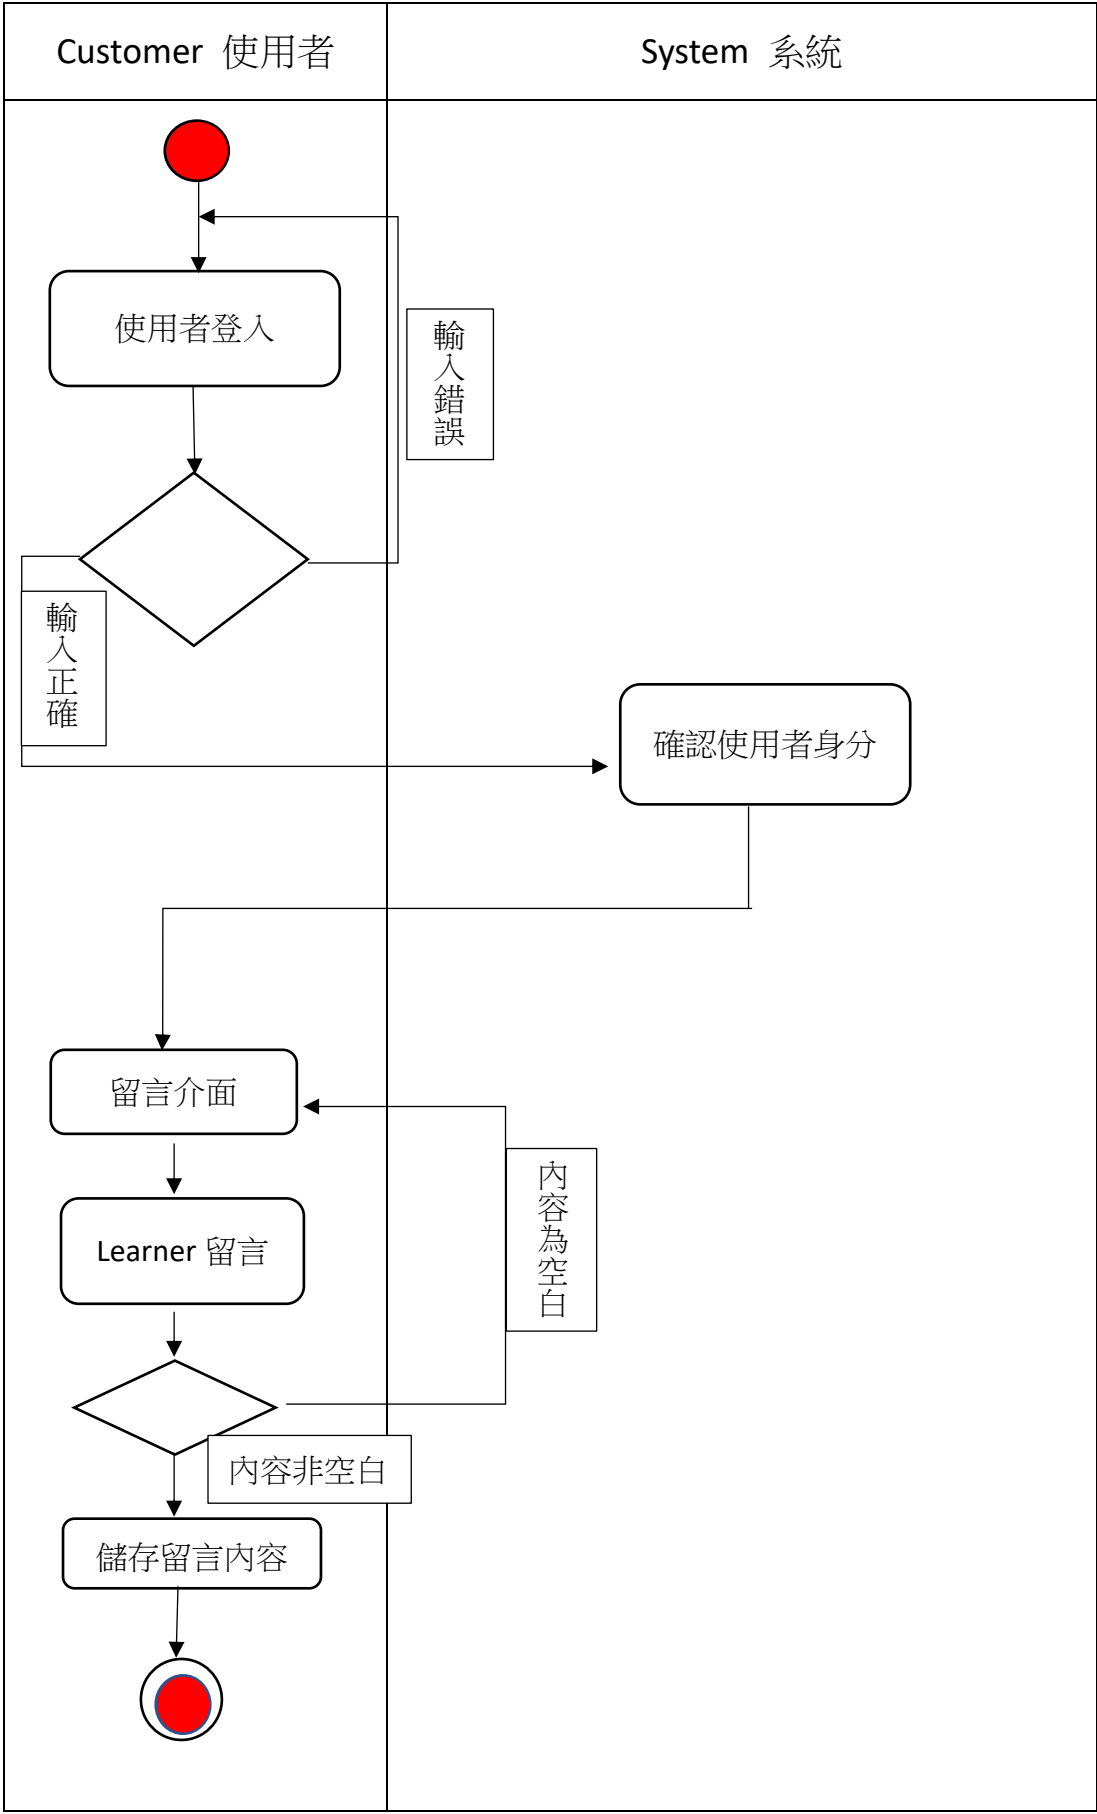 Customer 使用者
System 系統
使用者登入
輸入錯誤
輸入正確
確認使用者身分
留言介面
Learner 留言
內容為空白
內容非空白
儲存留言內容